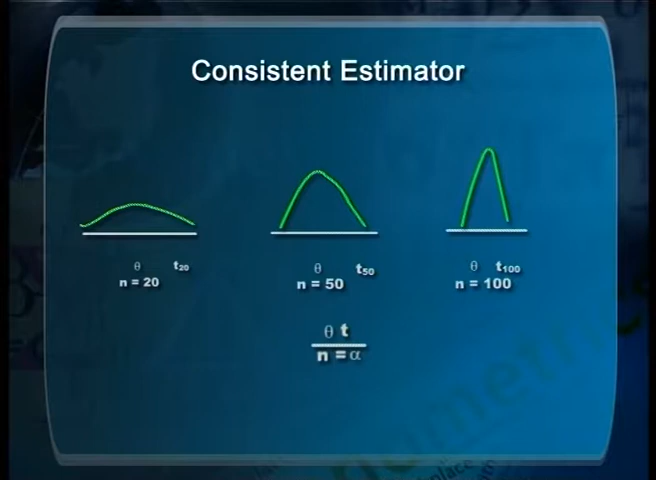 Consistent Estimator
θ t20
n = 20
θ t50
n = 50
θ t100
n = 100
θ t
n = α